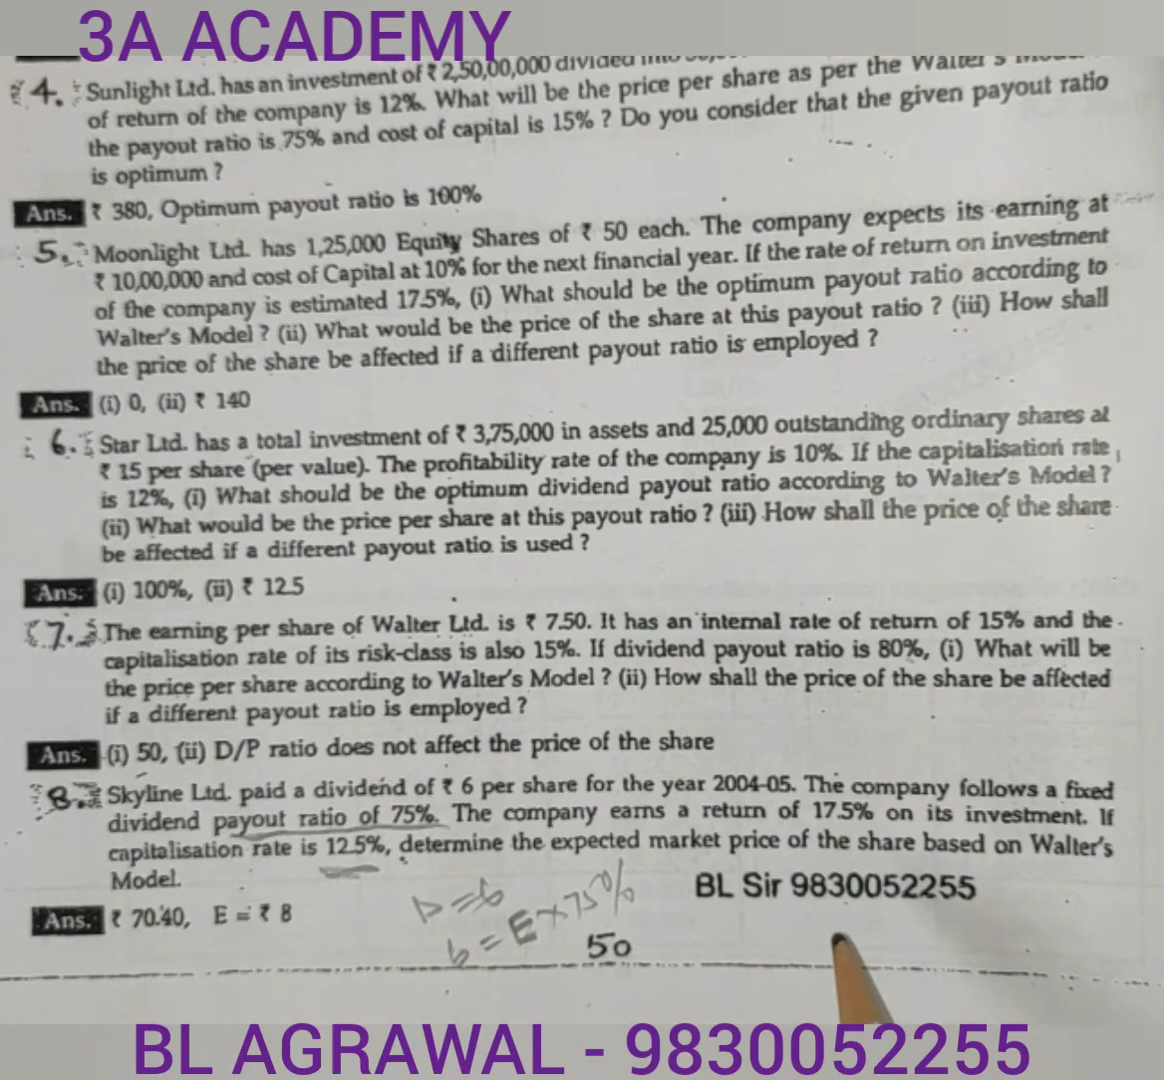 3A ACADEMY
4. Sunlight Ltd. has an investment of ₹ 2,50,00,000 divided into
of return of the company is 12%. What will be the price per share as per the Walter's
the payout ratio is 75% and cost of capital is 15% ? Do you consider that the given payout ratio
is optimum ?
Ans. ₹ 380, Optimum payout ratio is 100%
5. Moonlight Ltd. has 1,25,000 Equity Shares of ₹ 50 each. The company expects its earning at
₹ 10,00,000 and cost of Capital at 10% for the next financial year. If the rate of return on investment
of the company is estimated 17.5%, (i) What should be the optimum payout ratio according to
Walter's Model ? (ii) What would be the price of the share at this payout ratio ? (iii) How shall
the price of the share be affected if a different payout ratio is employed ?
Ans. (i) 0, (ii) ₹ 140
6. Star Ltd. has a total investment of ₹ 3,75,000 in assets and 25,000 outstanding ordinary shares at
₹ 15 per share (per value). The profitability rate of the company is 10%. If the capitalisation rate
is 12%, (i) What should be the optimum dividend payout ratio according to Walter's Model ?
(ii) What would be the price per share at this payout ratio ? (iii) How shall the price of the share
be affected if a different payout ratio is used ?
Ans. (i) 100%, (ii) ₹ 12.5
7. The earning per share of Walter Ltd. is ₹ 7.50. It has an internal rate of return of 15% and the
capitalisation rate of its risk-class is also 15%. If dividend payout ratio is 80%, (i) What will be
the price per share according to Walter's Model ? (ii) How shall the price of the share be affected
if a different payout ratio is employed ?
Ans. (i) 50, (ii) D/P ratio does not affect the price of the share
8. Skyline Ltd. paid a dividend of ₹ 6 per share for the year 2004-05. The company follows a fixed
dividend payout ratio of 75%. The company earns a return of 17.5% on its investment. If
capitalisation rate is 12.5%, determine the expected market price of the share based on Walter's
Model.
Ans. ₹ 70.40, E = ₹ 8
D = 6
6 = E × 75%
BL Sir 9830052255
50
BL AGRAWAL - 9830052255